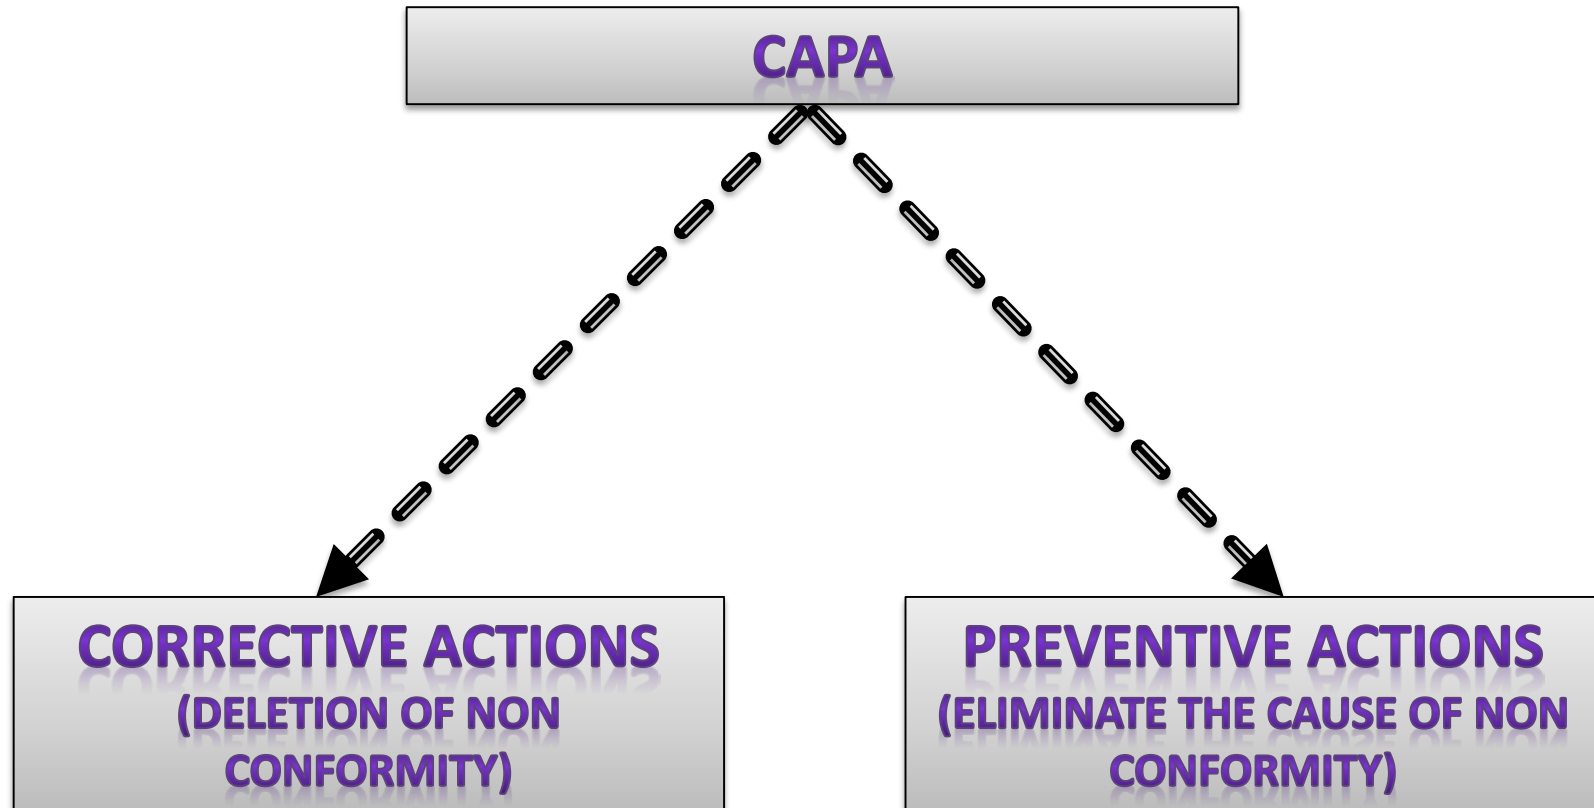 CAPA
CORRECTIVE ACTIONS
(DELETION OF NON
CONFORMITY)
PREVENTIVE ACTIONS
(ELIMINATE THE CAUSE OF NON
CONFORMITY)